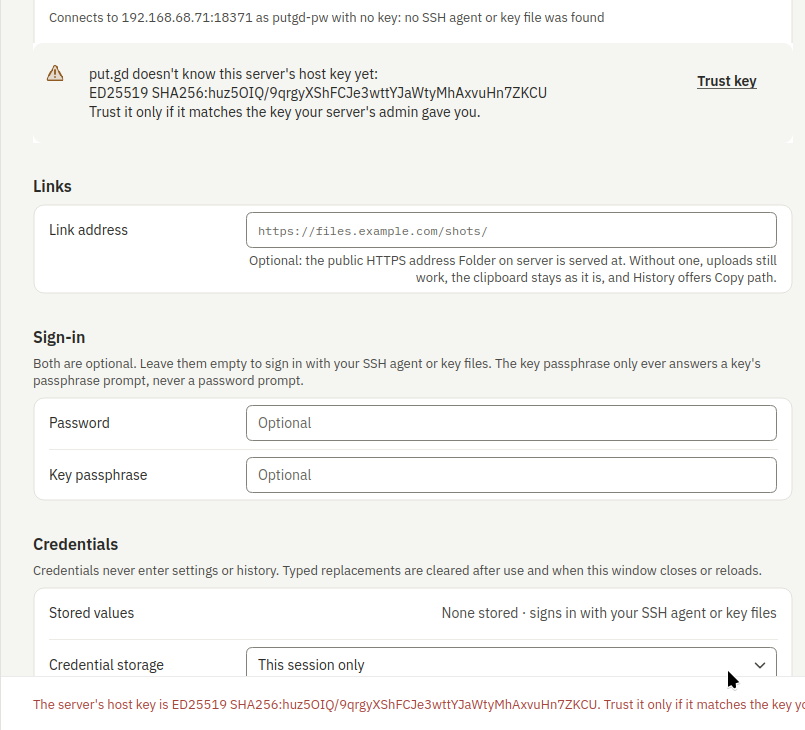 Connects to 192.168.68.71:18371 as putgd-pw with no key: no SSH agent or key file was found
put.gd doesn't know this server's host key yet:
ED25519 SHA256:huz5OIQ/9qrgyXShFCJe3wttYJaWtyMhAxvuHn7ZKCU
Trust it only if it matches the key your server's admin gave you.
Trust key
Links
Link address
https://files.example.com/shots/
Optional: the public HTTPS address Folder on server is served at. Without one, uploads still
work, the clipboard stays as it is, and History offers Copy path.
Sign-in
Both are optional. Leave them empty to sign in with your SSH agent or key files. The key passphrase only ever answers a key's
passphrase prompt, never a password prompt.
Password
Optional
Key passphrase
Optional
Credentials
Credentials never enter settings or history. Typed replacements are cleared after use and when this window closes or reloads.
Stored values
None stored · signs in with your SSH agent or key files
Credential storage
This session only
The server's host key is ED25519 SHA256:huz5OIQ/9qrgyXShFCJe3wttYJaWtyMhAxvuHn7ZKCU. Trust it only if it matches the key